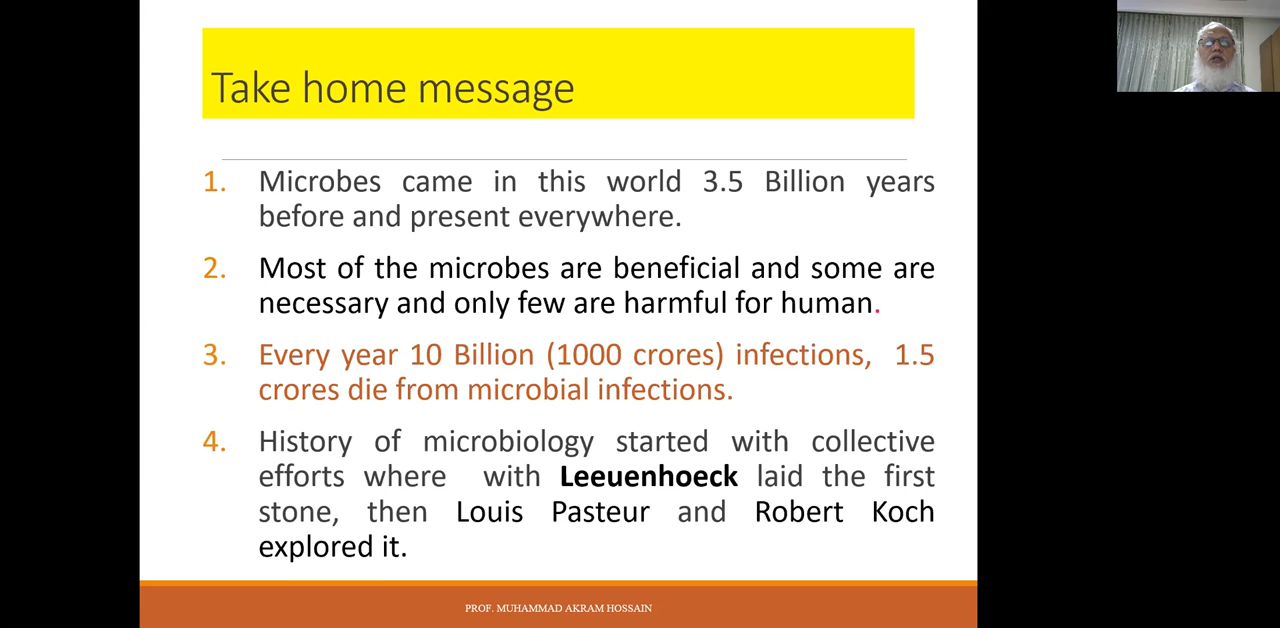 Take home message
1. Microbes came in this world 3.5 Billion years
before and present everywhere.
2. Most of the microbes are beneficial and some are
necessary and only few are harmful for human.
3. Every year 10 Billion (1000 crores) infections, 1.5
crores die from microbial infections.
4. History of microbiology started with collective
efforts where with Leeuenhoeck laid the first
stone, then Louis Pasteur and Robert Koch
explored it.
PROF. MUHAMMAD AKRAM HOSSAIN